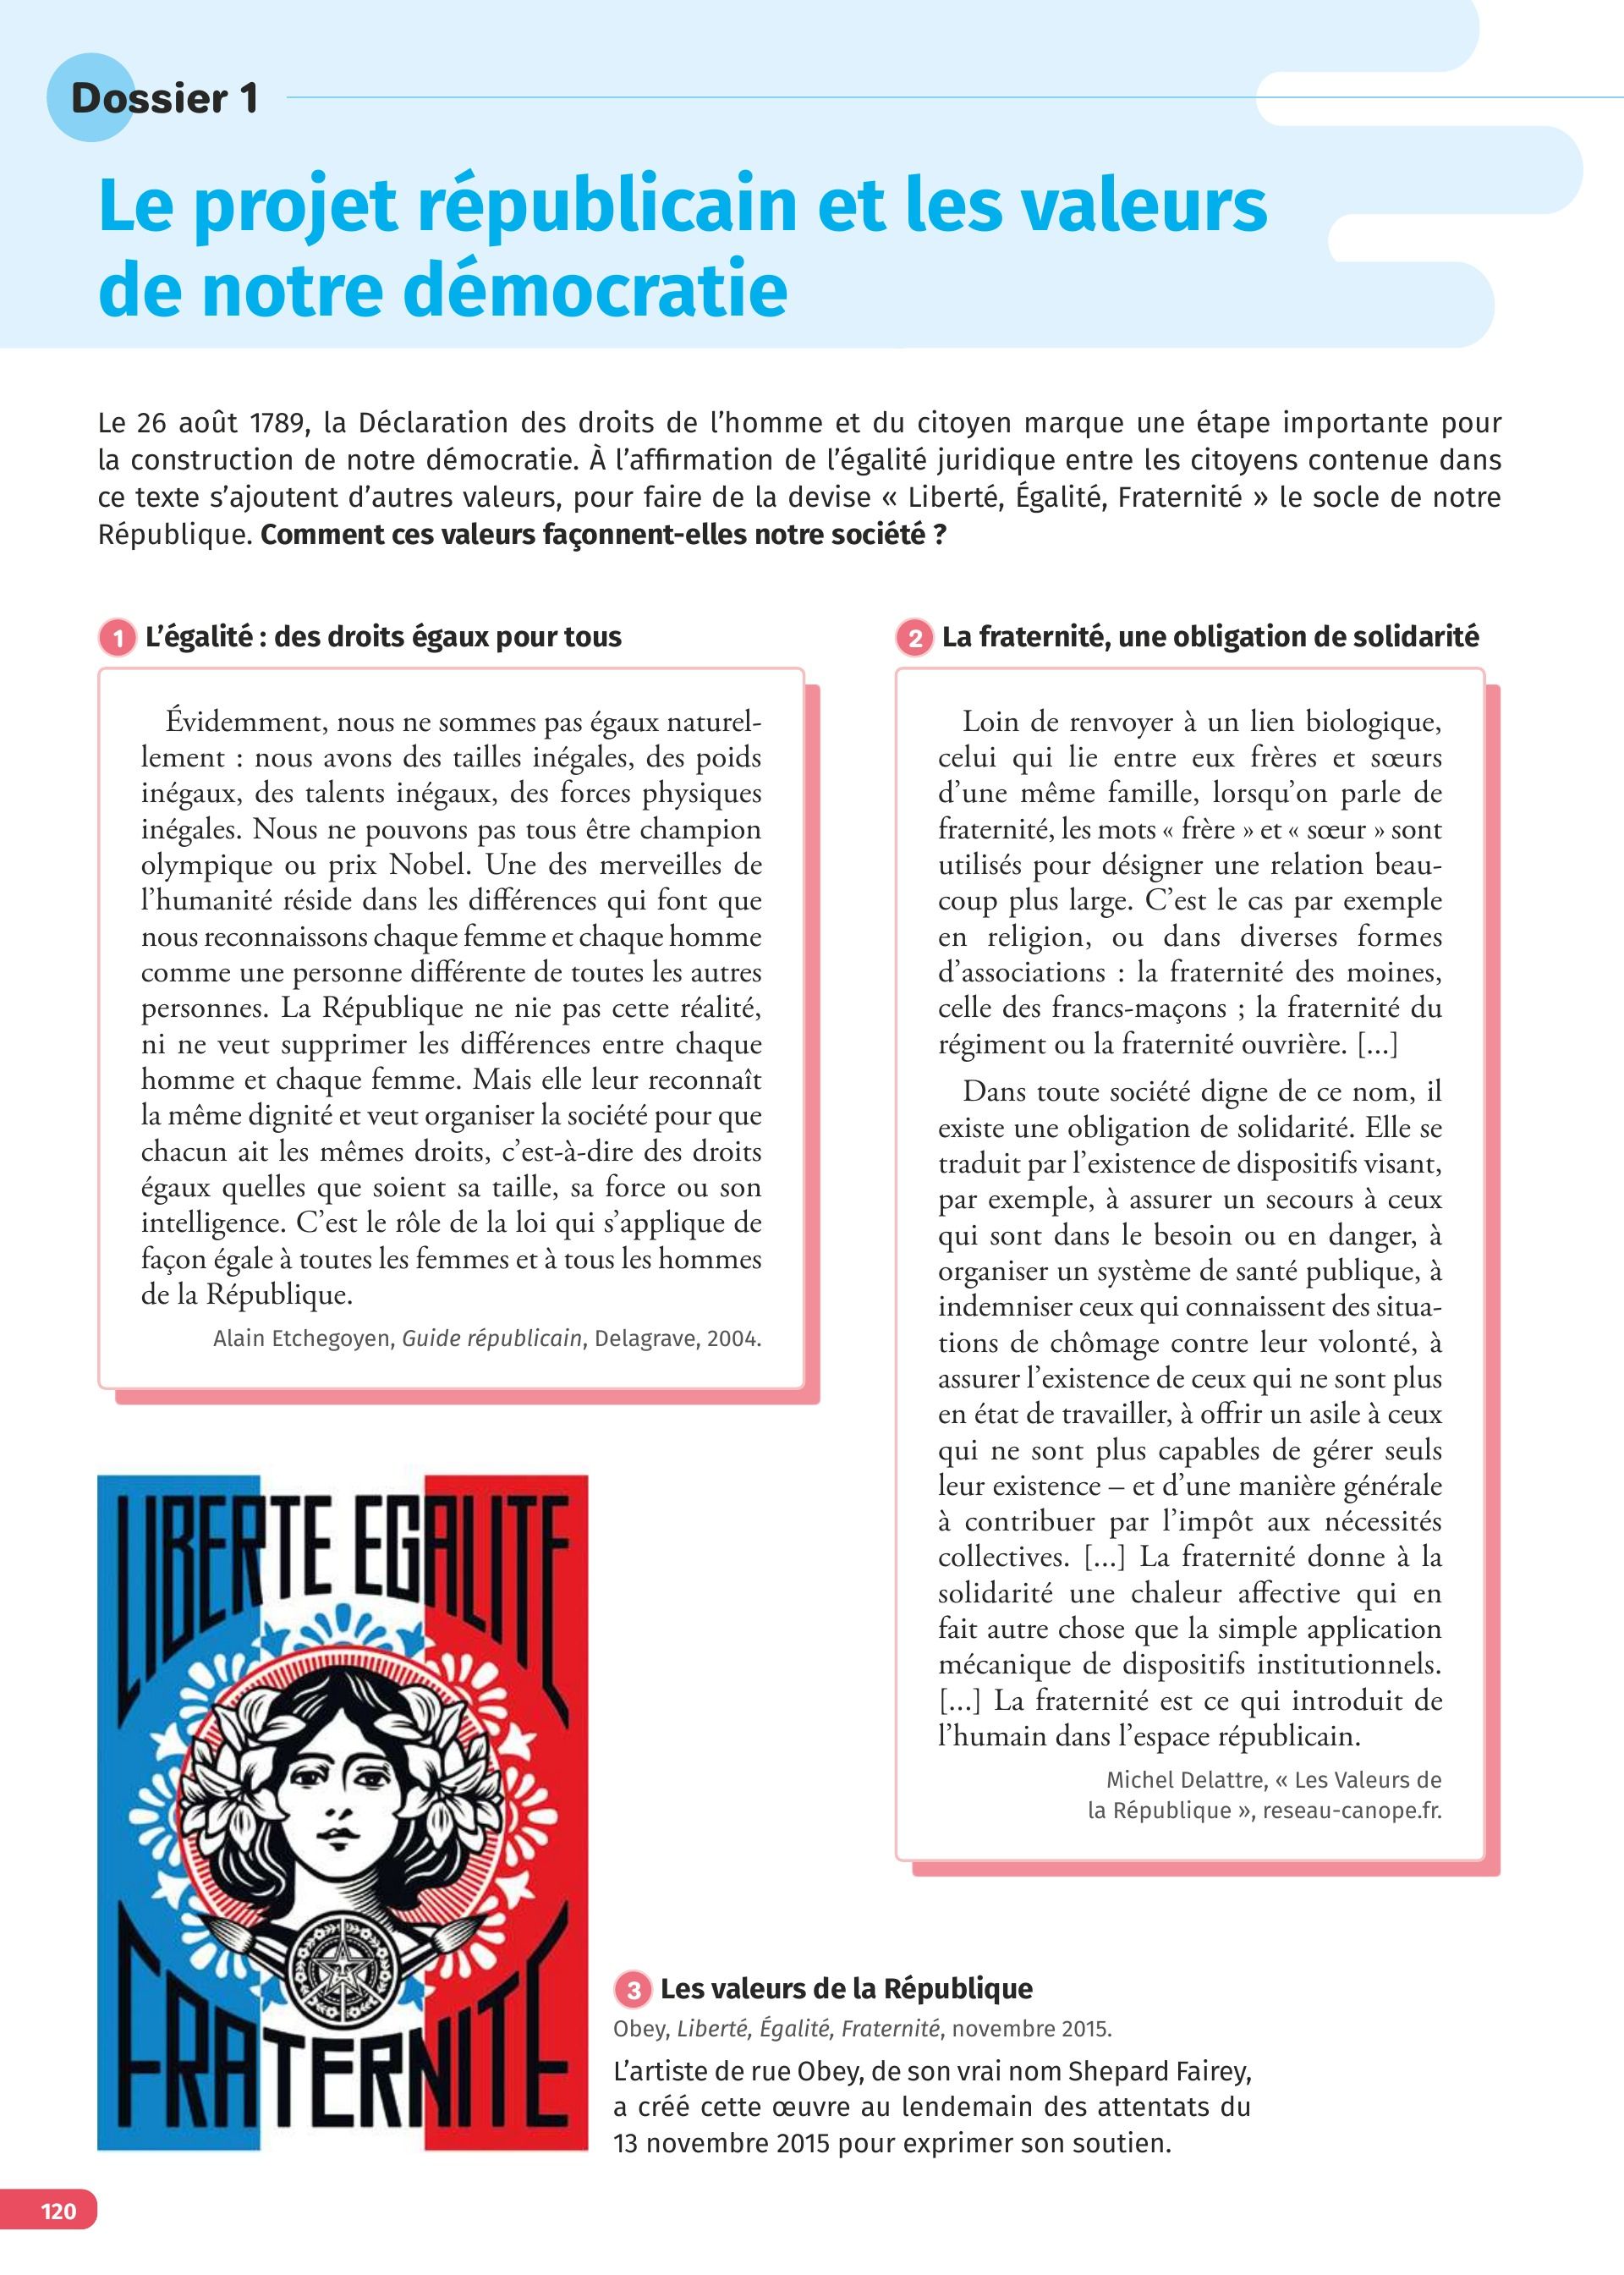 Dossier 1
Le projet républicain et les valeurs
de notre démocratie
Le 26 août 1789, la Déclaration des droits de l’homme et du citoyen marque une étape importante pour
la construction de notre démocratie. À l’affirmation de l’égalité juridique entre les citoyens contenue dans
ce texte s’ajoutent d’autres valeurs, pour faire de la devise « Liberté, Égalité, Fraternité » le socle de notre
République. Comment ces valeurs façonnent-elles notre société ?
1 L’égalité : des droits égaux pour tous
Évidemment, nous ne sommes pas égaux naturel-
lement : nous avons des tailles inégales, des poids
inégaux, des talents inégaux, des forces physiques
inégales. Nous ne pouvons pas tous être champion
olympique ou prix Nobel. Une des merveilles de
l’humanité réside dans les différences qui font que
nous reconnaissons chaque femme et chaque homme
comme une personne différente de toutes les autres
personnes. La République ne nie pas cette réalité,
ni ne veut supprimer les différences entre chaque
homme et chaque femme. Mais elle leur reconnaît
la même dignité et veut organiser la société pour que
chacun ait les mêmes droits, c’est-à-dire des droits
égaux quelles que soient sa taille, sa force ou son
intelligence. C’est le rôle de la loi qui s’applique de
façon égale à toutes les femmes et à tous les hommes
de la République.
Alain Etchegoyen, Guide républicain, Delagrave, 2004.
2 La fraternité, une obligation de solidarité
Loin de renvoyer à un lien biologique,
celui qui lie entre eux frères et sœurs
d’une même famille, lorsqu’on parle de
fraternité, les mots « frère » et « sœur » sont
utilisés pour désigner une relation beau-
coup plus large. C’est le cas par exemple
en religion, ou dans diverses formes
d’associations : la fraternité des moines,
celle des francs-maçons ; la fraternité du
régiment ou la fraternité ouvrière. [...]
Dans toute société digne de ce nom, il
existe une obligation de solidarité. Elle se
traduit par l’existence de dispositifs visant,
par exemple, à assurer un secours à ceux
qui sont dans le besoin ou en danger, à
organiser un système de santé publique, à
indemniser ceux qui connaissent des situa-
tions de chômage contre leur volonté, à
assurer l’existence de ceux qui ne sont plus
en état de travailler, à offrir un asile à ceux
qui ne sont plus capables de gérer seuls
leur existence – et d’une manière générale
à contribuer par l’impôt aux nécessités
collectives. [...] La fraternité donne à la
solidarité une chaleur affective qui en
fait autre chose que la simple application
mécanique de dispositifs institutionnels.
[...] La fraternité est ce qui introduit de
l’humain dans l’espace républicain.
Michel Delattre, « Les Valeurs de
la République », reseau-canope.fr.
LIBERTE EGALITE
FRATERNITE
3 Les valeurs de la République
Obey, Liberté, Égalité, Fraternité, novembre 2015.
L’artiste de rue Obey, de son vrai nom Shepard Fairey,
a créé cette œuvre au lendemain des attentats du
13 novembre 2015 pour exprimer son soutien.
120